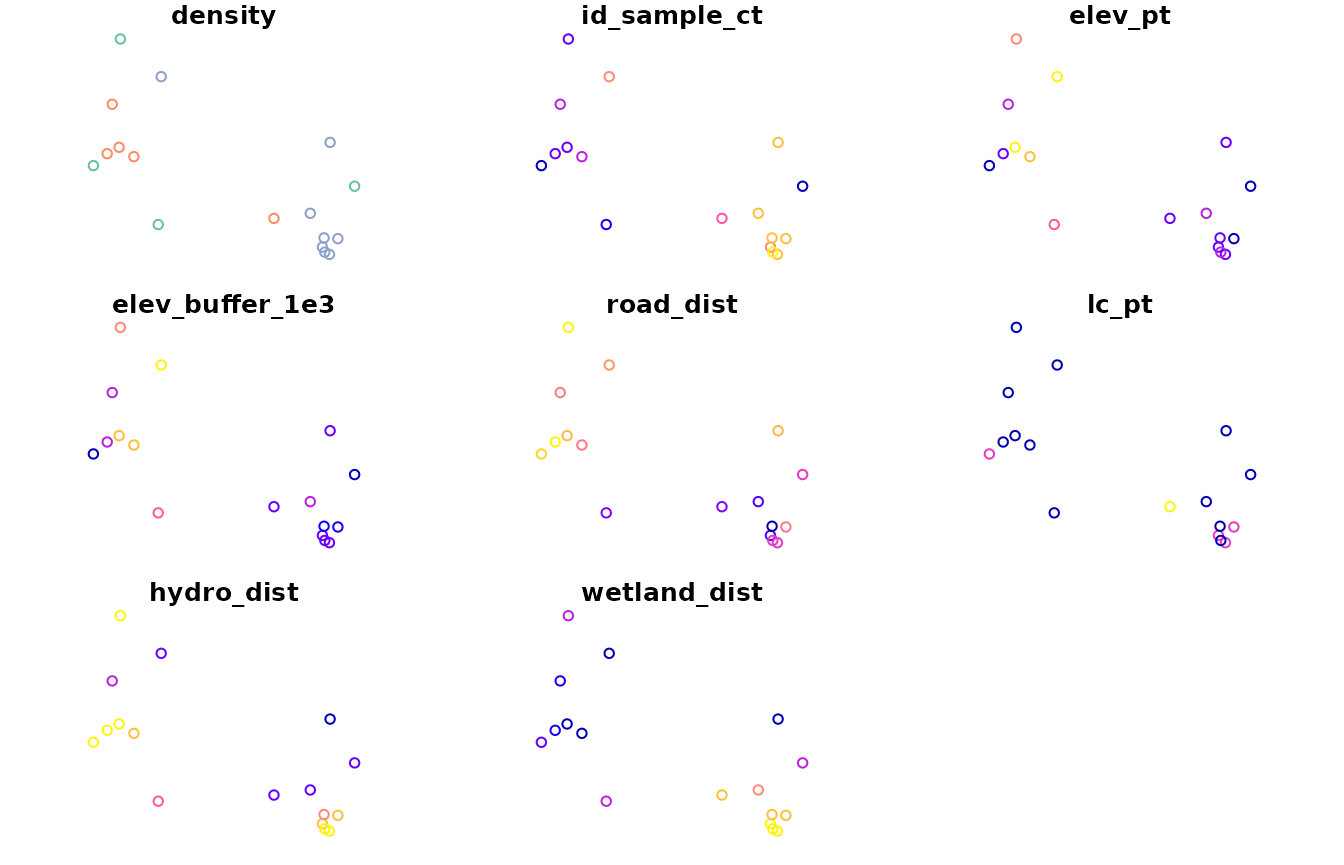 density
id_sample_ct
elev_pt
elev_buffer_1e3
road_dist
lc_pt
hydro_dist
wetland_dist